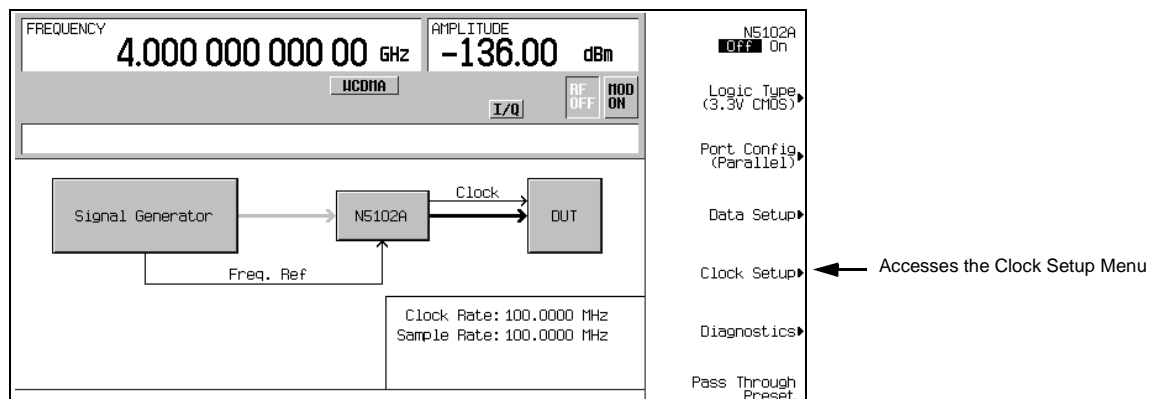 FREQUENCY
4.000 000 000 00 GHz
AMPLITUDE
-136.00 dBm
WCDMA
I/Q
RF OFF
MOD ON
Signal Generator
N5102A
Clock
DUT
Freq. Ref
Clock Rate: 100.0000 MHz
Sample Rate: 100.0000 MHz
N5102A
Off On
Logic Type
(3.3V CMOS)
Port Config
(Parallel)
Data Setup
Clock Setup
Accesses the Clock Setup Menu
Diagnostics
Pass Through
Preset